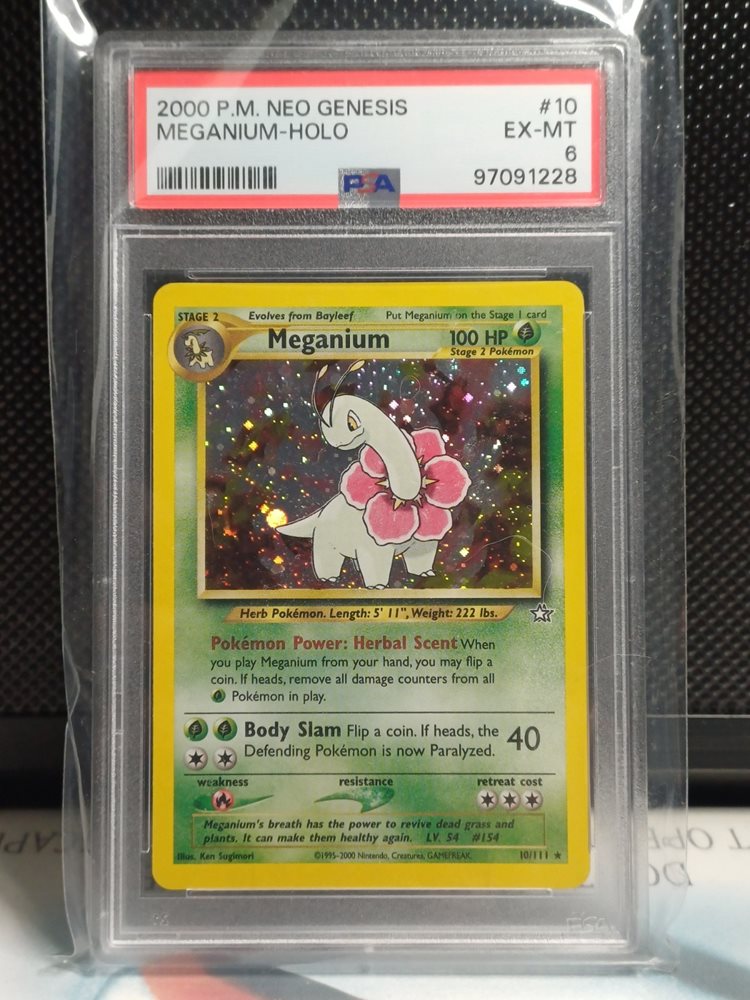 2000 P.M. NEO GENESIS #10
MEGANIUM-HOLO EX-MT
6
PSA 97091228
STAGE 2 Evolves from Bayleef Put Meganium on the Stage 1 card
Meganium 100 HP
Stage 2 Pokémon
Herb Pokémon. Length: 5' 11", Weight: 222 lbs.
Pokémon Power: Herbal Scent When
you play Meganium from your hand, you may flip a
coin. If heads, remove all damage counters from all
Pokémon in play.
Body Slam Flip a coin. If heads, the 40
Defending Pokémon is now Paralyzed.
weakness resistance retreat cost
Meganium's breath has the power to revive dead grass and
plants. It can make them healthy again. LV. 54 #154
Illus. Ken Sugimori ©1995-2000 Nintendo, Creatures, GAMEFREAK. 10/111
PSA